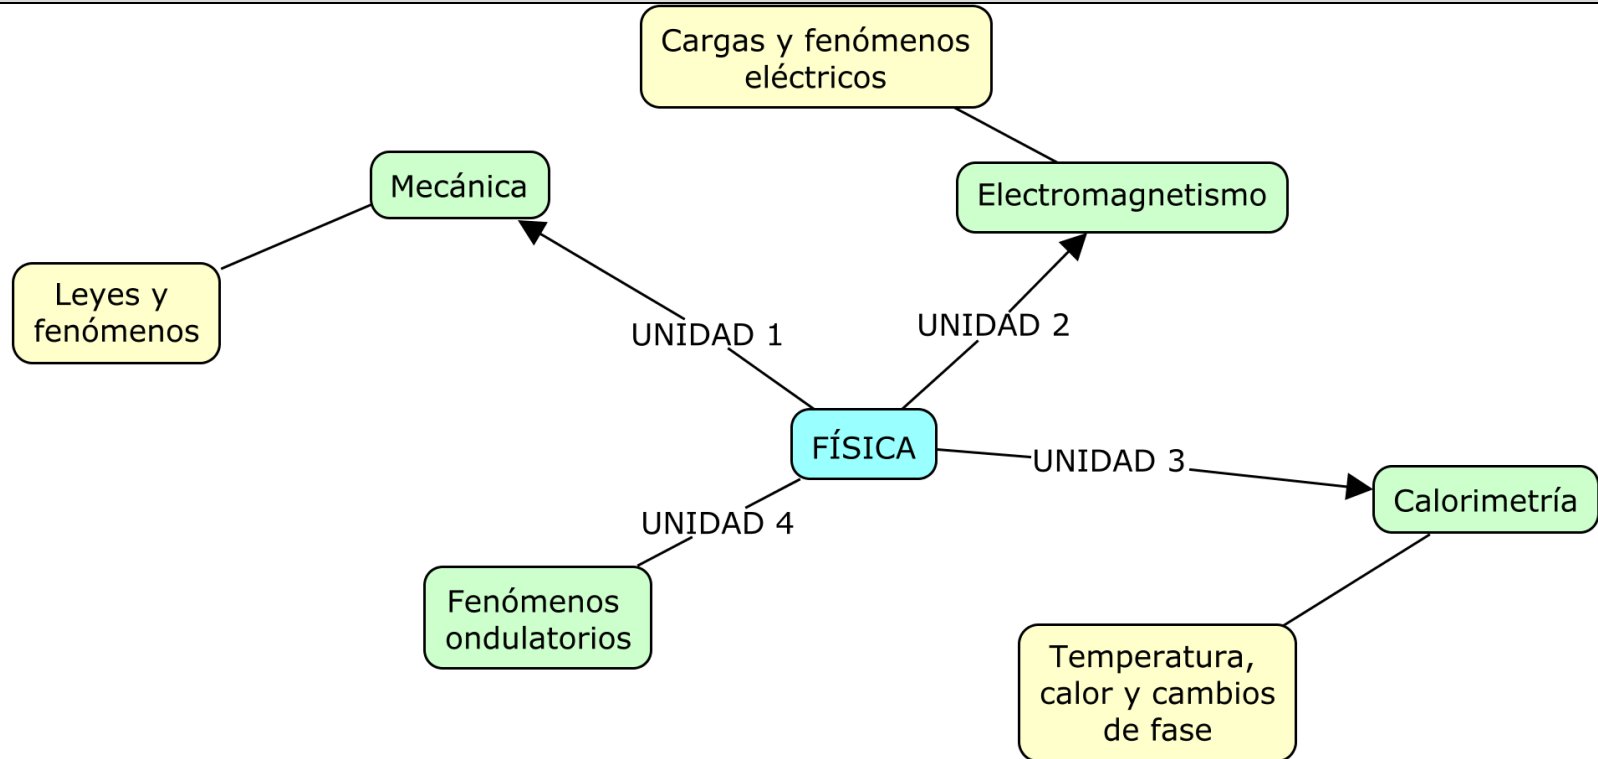 Cargas y fenómenos
eléctricos
Mecánica
Electromagnetismo
Leyes y
fenómenos
UNIDAD 1
UNIDAD 2
FÍSICA
UNIDAD 3
Calorimetría
UNIDAD 4
Fenómenos
ondulatorios
Temperatura,
calor y cambios
de fase